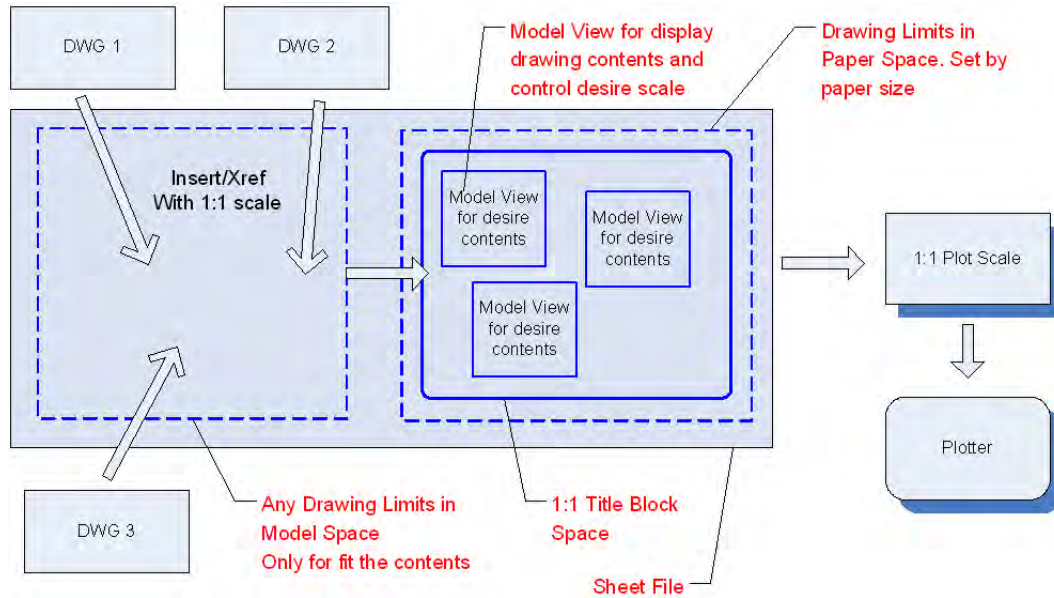 DWG 1
DWG 2
Model View for display
drawing contents and
control desire scale
Drawing Limits in
Paper Space. Set by
paper size
Insert/Xref
With 1:1 scale
Model View
for desire
contents
Model View
for desire
contents
Model View
for desire
contents
1:1 Plot Scale
Plotter
DWG 3
Any Drawing Limits in
Model Space
Only for fit the contents
1:1 Title Block
Space
Sheet File